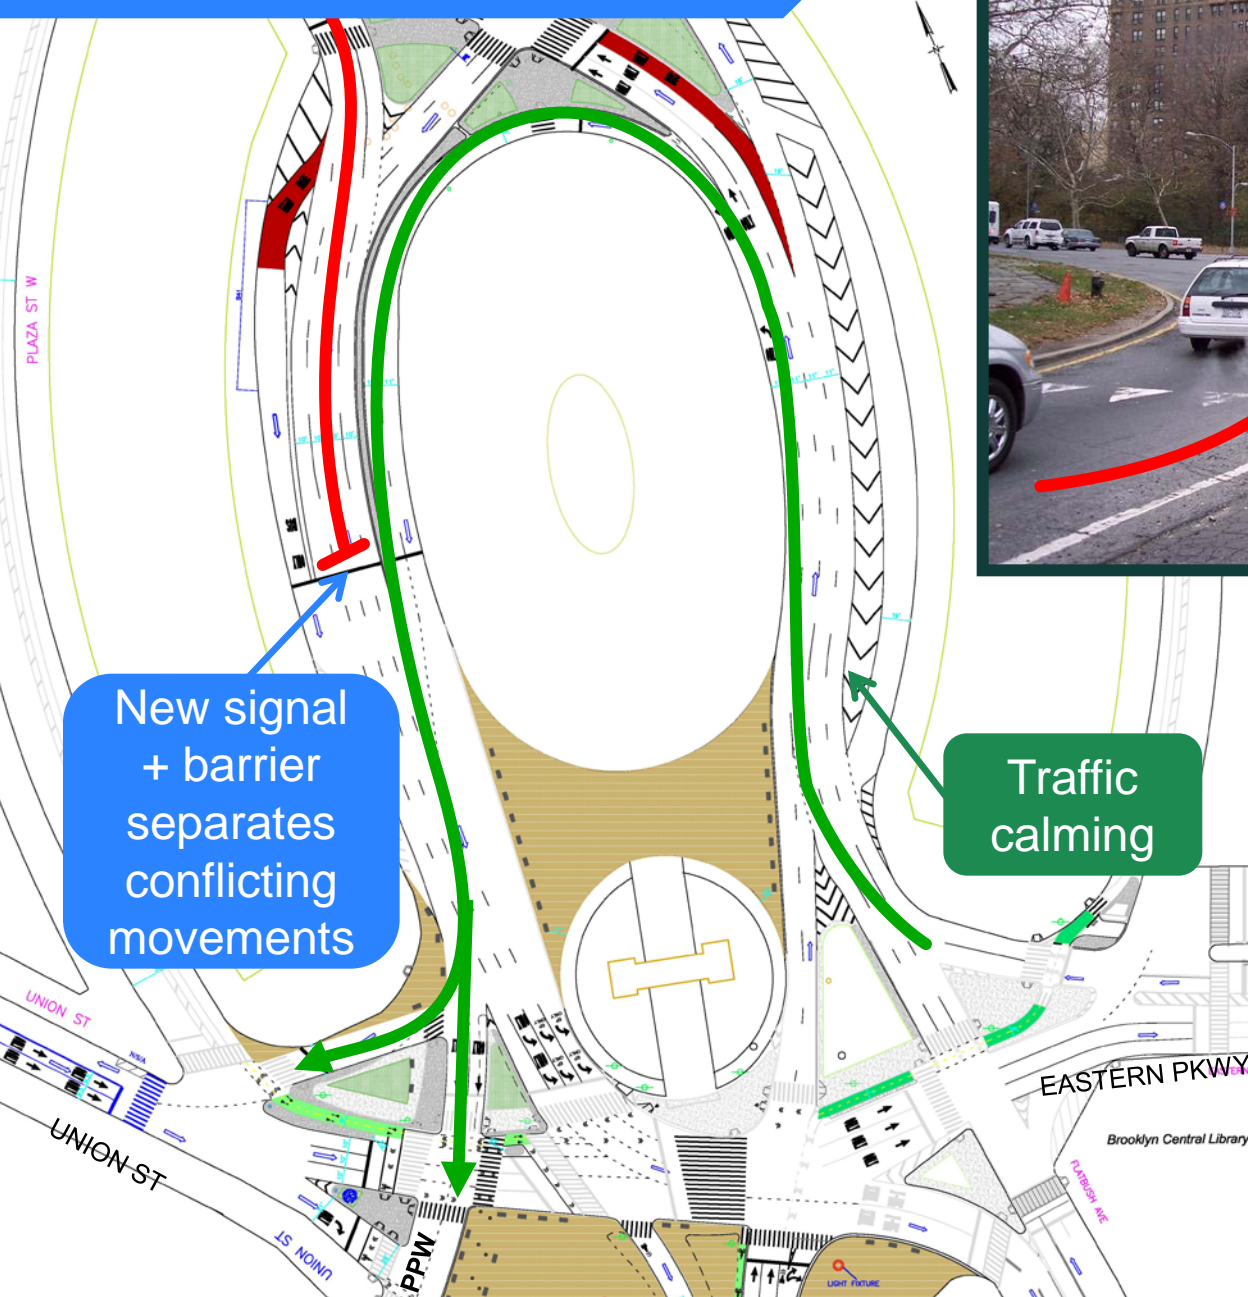 PLAZA ST W
New signal
+ barrier
separates
conflicting
movements
Traffic
calming
UNION ST
UNION ST
UNION ST
PPW
EASTERN PKWY
Brooklyn Central Library
FLATBUSH AVE
LIGHT FIXTURE